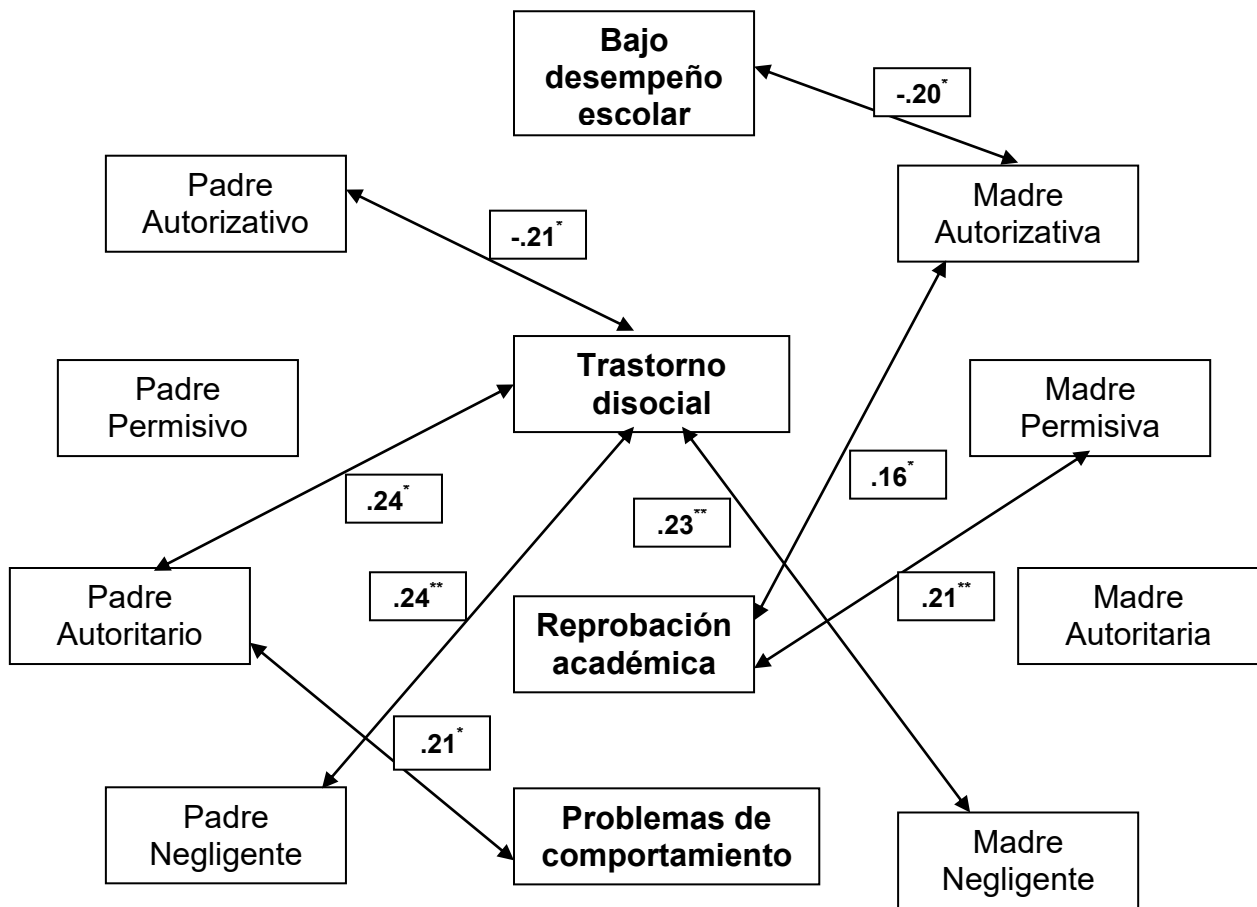 Bajo
desempeño
escolar
-.20*
Padre
Autorizativo
Madre
Autorizativa
-.21*
Trastorno
disocial
Padre
Permisivo
Madre
Permisiva
.24*
.16*
.23**
Padre
Autoritario
.24**
.21**
Madre
Autoritaria
Reprobación
académica
.21*
Padre
Negligente
Problemas de
comportamiento
Madre
Negligente